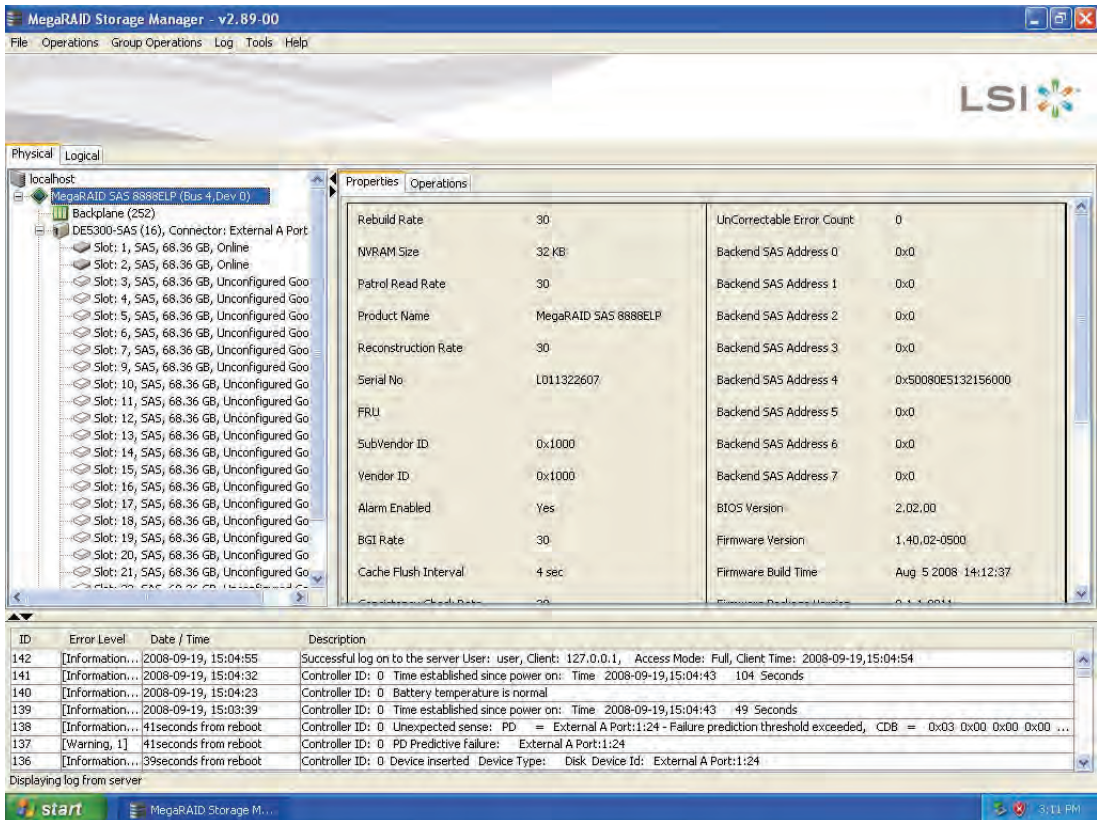 MegaRAID Storage Manager - v2.89-00
File Operations Group Operations Log Tools Help
LSI
Physical Logical
localhost
MegaRAID SAS 8888ELP (Bus 4,Dev 0)
Backplane (252)
DE5300-SAS (16), Connector: External A Port
Slot: 1, SAS, 68.36 GB, Online
Slot: 2, SAS, 68.36 GB, Online
Slot: 3, SAS, 68.36 GB, Unconfigured Goo
Slot: 4, SAS, 68.36 GB, Unconfigured Goo
Slot: 5, SAS, 68.36 GB, Unconfigured Goo
Slot: 6, SAS, 68.36 GB, Unconfigured Goo
Slot: 7, SAS, 68.36 GB, Unconfigured Goo
Slot: 9, SAS, 68.36 GB, Unconfigured Goo
Slot: 10, SAS, 68.36 GB, Unconfigured Go
Slot: 11, SAS, 68.36 GB, Unconfigured Go
Slot: 12, SAS, 68.36 GB, Unconfigured Go
Slot: 13, SAS, 68.36 GB, Unconfigured Go
Slot: 14, SAS, 68.36 GB, Unconfigured Go
Slot: 15, SAS, 68.36 GB, Unconfigured Go
Slot: 16, SAS, 68.36 GB, Unconfigured Go
Slot: 17, SAS, 68.36 GB, Unconfigured Go
Slot: 18, SAS, 68.36 GB, Unconfigured Go
Slot: 19, SAS, 68.36 GB, Unconfigured Go
Slot: 20, SAS, 68.36 GB, Unconfigured Go
Slot: 21, SAS, 68.36 GB, Unconfigured Go
Properties Operations
Rebuild Rate 30 UnCorrectable Error Count 0
NVRAM Size 32 KB Backend SAS Address 0 0x0
Patrol Read Rate 30 Backend SAS Address 1 0x0
Product Name MegaRAID SAS 8888ELP Backend SAS Address 2 0x0
Reconstruction Rate 30 Backend SAS Address 3 0x0
Serial No L011322607 Backend SAS Address 4 0x50080E5132156000
FRU Backend SAS Address 5 0x0
SubVendor ID 0x1000 Backend SAS Address 6 0x0
Vendor ID 0x1000 Backend SAS Address 7 0x0
Alarm Enabled Yes BIOS Version 2.02.00
BGI Rate 30 Firmware Version 1.40.02-0500
Cache Flush Interval 4 sec Firmware Build Time Aug 5 2008 14:12:37
ID Error Level Date / Time Description
142 [Information... 2008-09-19, 15:04:55 Successful log on to the server User: user, Client: 127.0.0.1, Access Mode: Full, Client Time: 2008-09-19,15:04:54
141 [Information... 2008-09-19, 15:04:32 Controller ID: 0 Time established since power on: Time 2008-09-19,15:04:43 104 Seconds
140 [Information... 2008-09-19, 15:04:23 Controller ID: 0 Battery temperature is normal
139 [Information... 2008-09-19, 15:03:39 Controller ID: 0 Time established since power on: Time 2008-09-19,15:04:43 49 Seconds
138 [Information... 41seconds from reboot Controller ID: 0 Unexpected sense: PD = External A Port:1:24 - Failure prediction threshold exceeded, CDB = 0x03 0x00 0x00 0x00 ...
137 [Warning, 1] 41seconds from reboot Controller ID: 0 PD Predictive failure: External A Port:1:24
136 [Information... 39seconds from reboot Controller ID: 0 Device inserted Device Type: Disk Device Id: External A Port:1:24
Displaying log from server
start MegaRAID Storage M... 3:11 PM